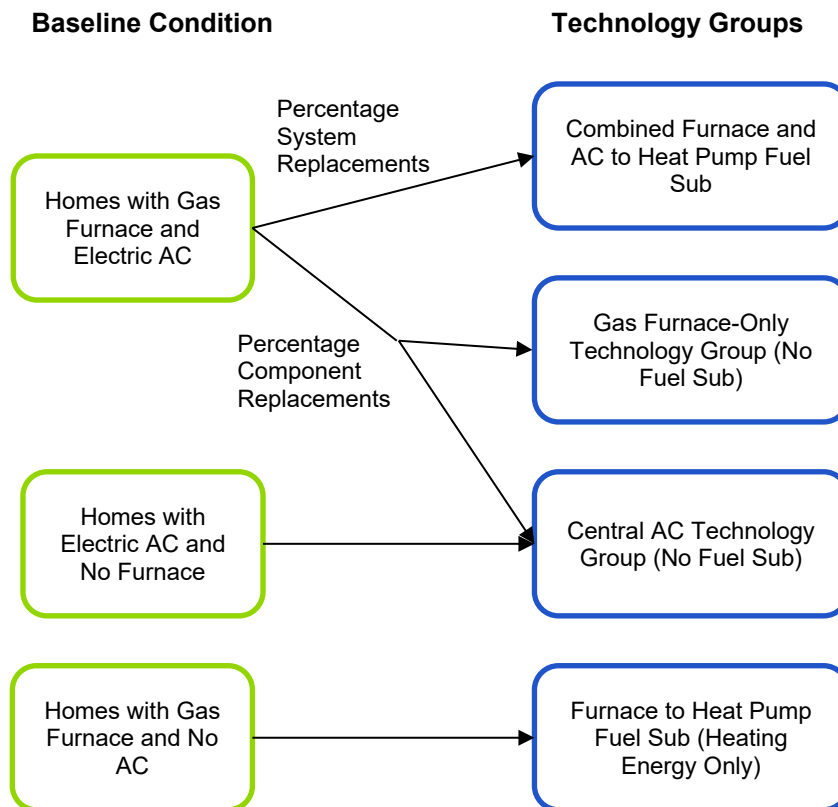 Baseline Condition
Technology Groups
Percentage
System
Replacements
Combined Furnace and
AC to Heat Pump Fuel
Sub
Homes with Gas
Furnace and
Electric AC
Percentage
Component
Replacements
Gas Furnace-Only
Technology Group (No
Fuel Sub)
Homes with
Electric AC and
No Furnace
Central AC Technology
Group (No Fuel Sub)
Homes with Gas
Furnace and No
AC
Furnace to Heat Pump
Fuel Sub (Heating
Energy Only)